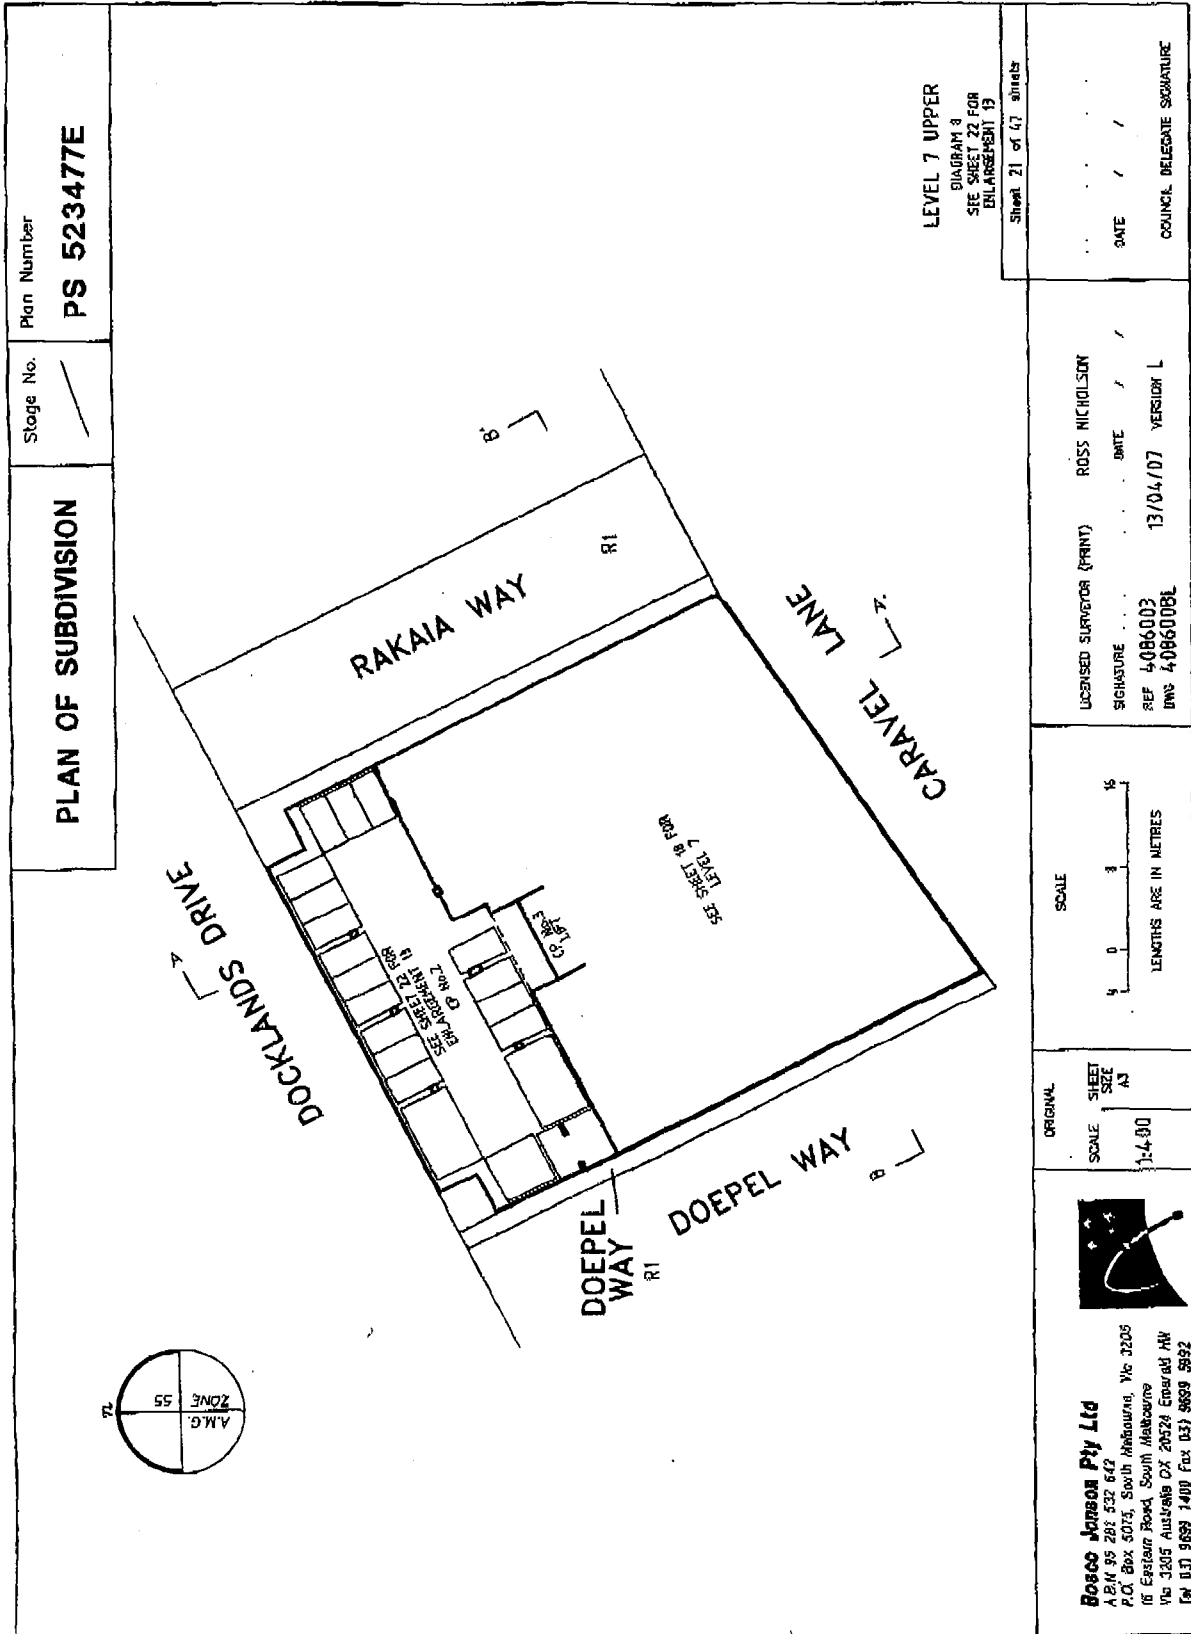 PLAN OF SUBDIVISION
Stage No.
Plan Number
PS 523477E
A.M.G.
ZONE
55
DOCKLANDS DRIVE
A
RAKAIA WAY
R1
B'
SEE SHEET 22 FOR
ENLARGEMENT 13
CP No.2
CP No.3
LIFT
SEE SHEET 18 FOR
LEVEL 7
CARAVEL LANE
A'
DOEPEL
WAY
R1
DOEPEL WAY
B
LEVEL 7 UPPER
DIAGRAM 8
SEE SHEET 22 FOR
ENLARGEMENT 13
Sheet 21 of 47 sheets
Bosco Jonson Pty Ltd
A.B.N 95 282 532 642
P.O. Box 5075, South Melbourne, Vic 3205
16 Eastern Road, South Melbourne
Vic 3205 Australia DX 20524 Emerald Hill
Tel 03) 9699 1400 Fax 03) 9699 5992
ORIGINAL
SCALE
SHEET
SIZE
A3
1:400
SCALE
4 0 8 16
LENGTHS ARE IN METRES
LICENSED SURVEYOR (PRINT) ROSS NICHOLSON
SIGNATURE . . . . . . DATE / /
REF 4086003 13/04/07 VERSION L
DWG 408600BL
DATE / /
COUNCIL DELEGATE SIGNATURE